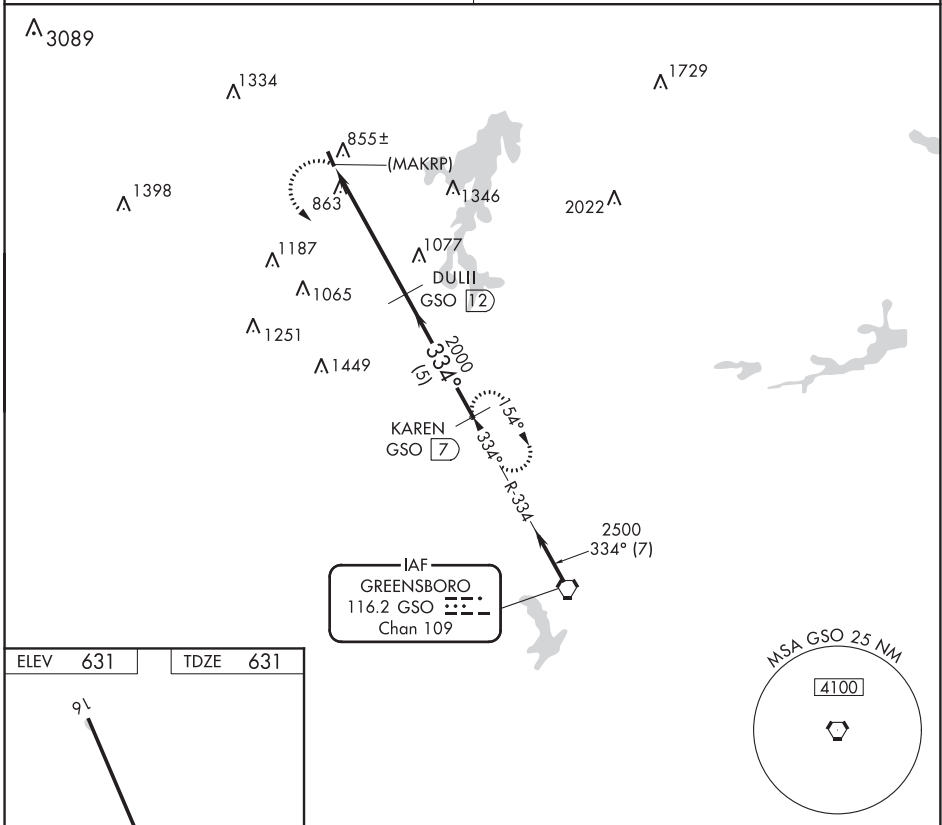 3089
1334
1729
855±
(MAKRP)
1398
863
1346
2022
1187
1077
DULII
GSO 12
1065
1251
2000
334°
(5)
1449
KAREN
GSO 7
154°
334°
R-334
2500
334° (7)
IAF
GREENSBORO
116.2 GSO
Chan 109
ELEV 631
TDZE 631
16
MSA GSO 25 NM
4100